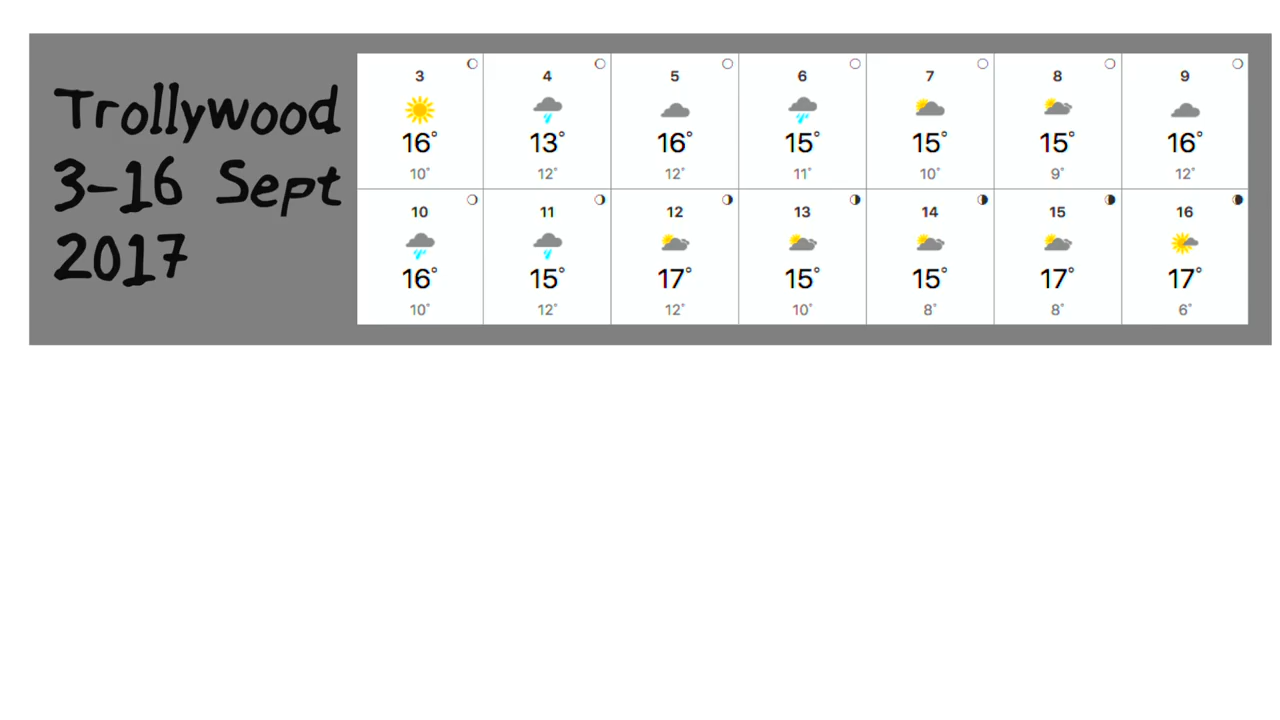 Trollywood
3-16 Sept
2017
3 4 5 6 7 8 9
16° 13° 16° 15° 15° 15° 16°
10° 12° 12° 11° 10° 9° 12°
10 11 12 13 14 15 16
16° 15° 17° 15° 15° 17° 17°
10° 12° 12° 10° 8° 8° 6°